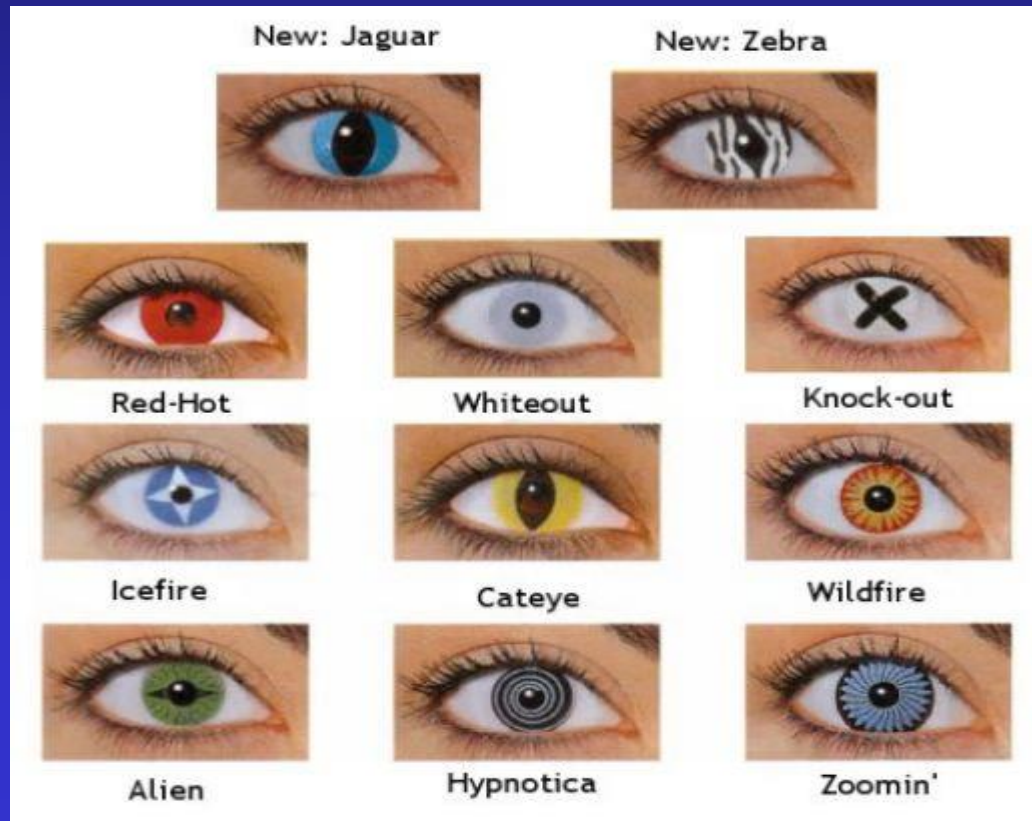 New: Jaguar
New: Zebra
Red-Hot
Whiteout
Knock-out
Icefire
Cateye
Wildfire
Alien
Hypnotica
Zoomin'